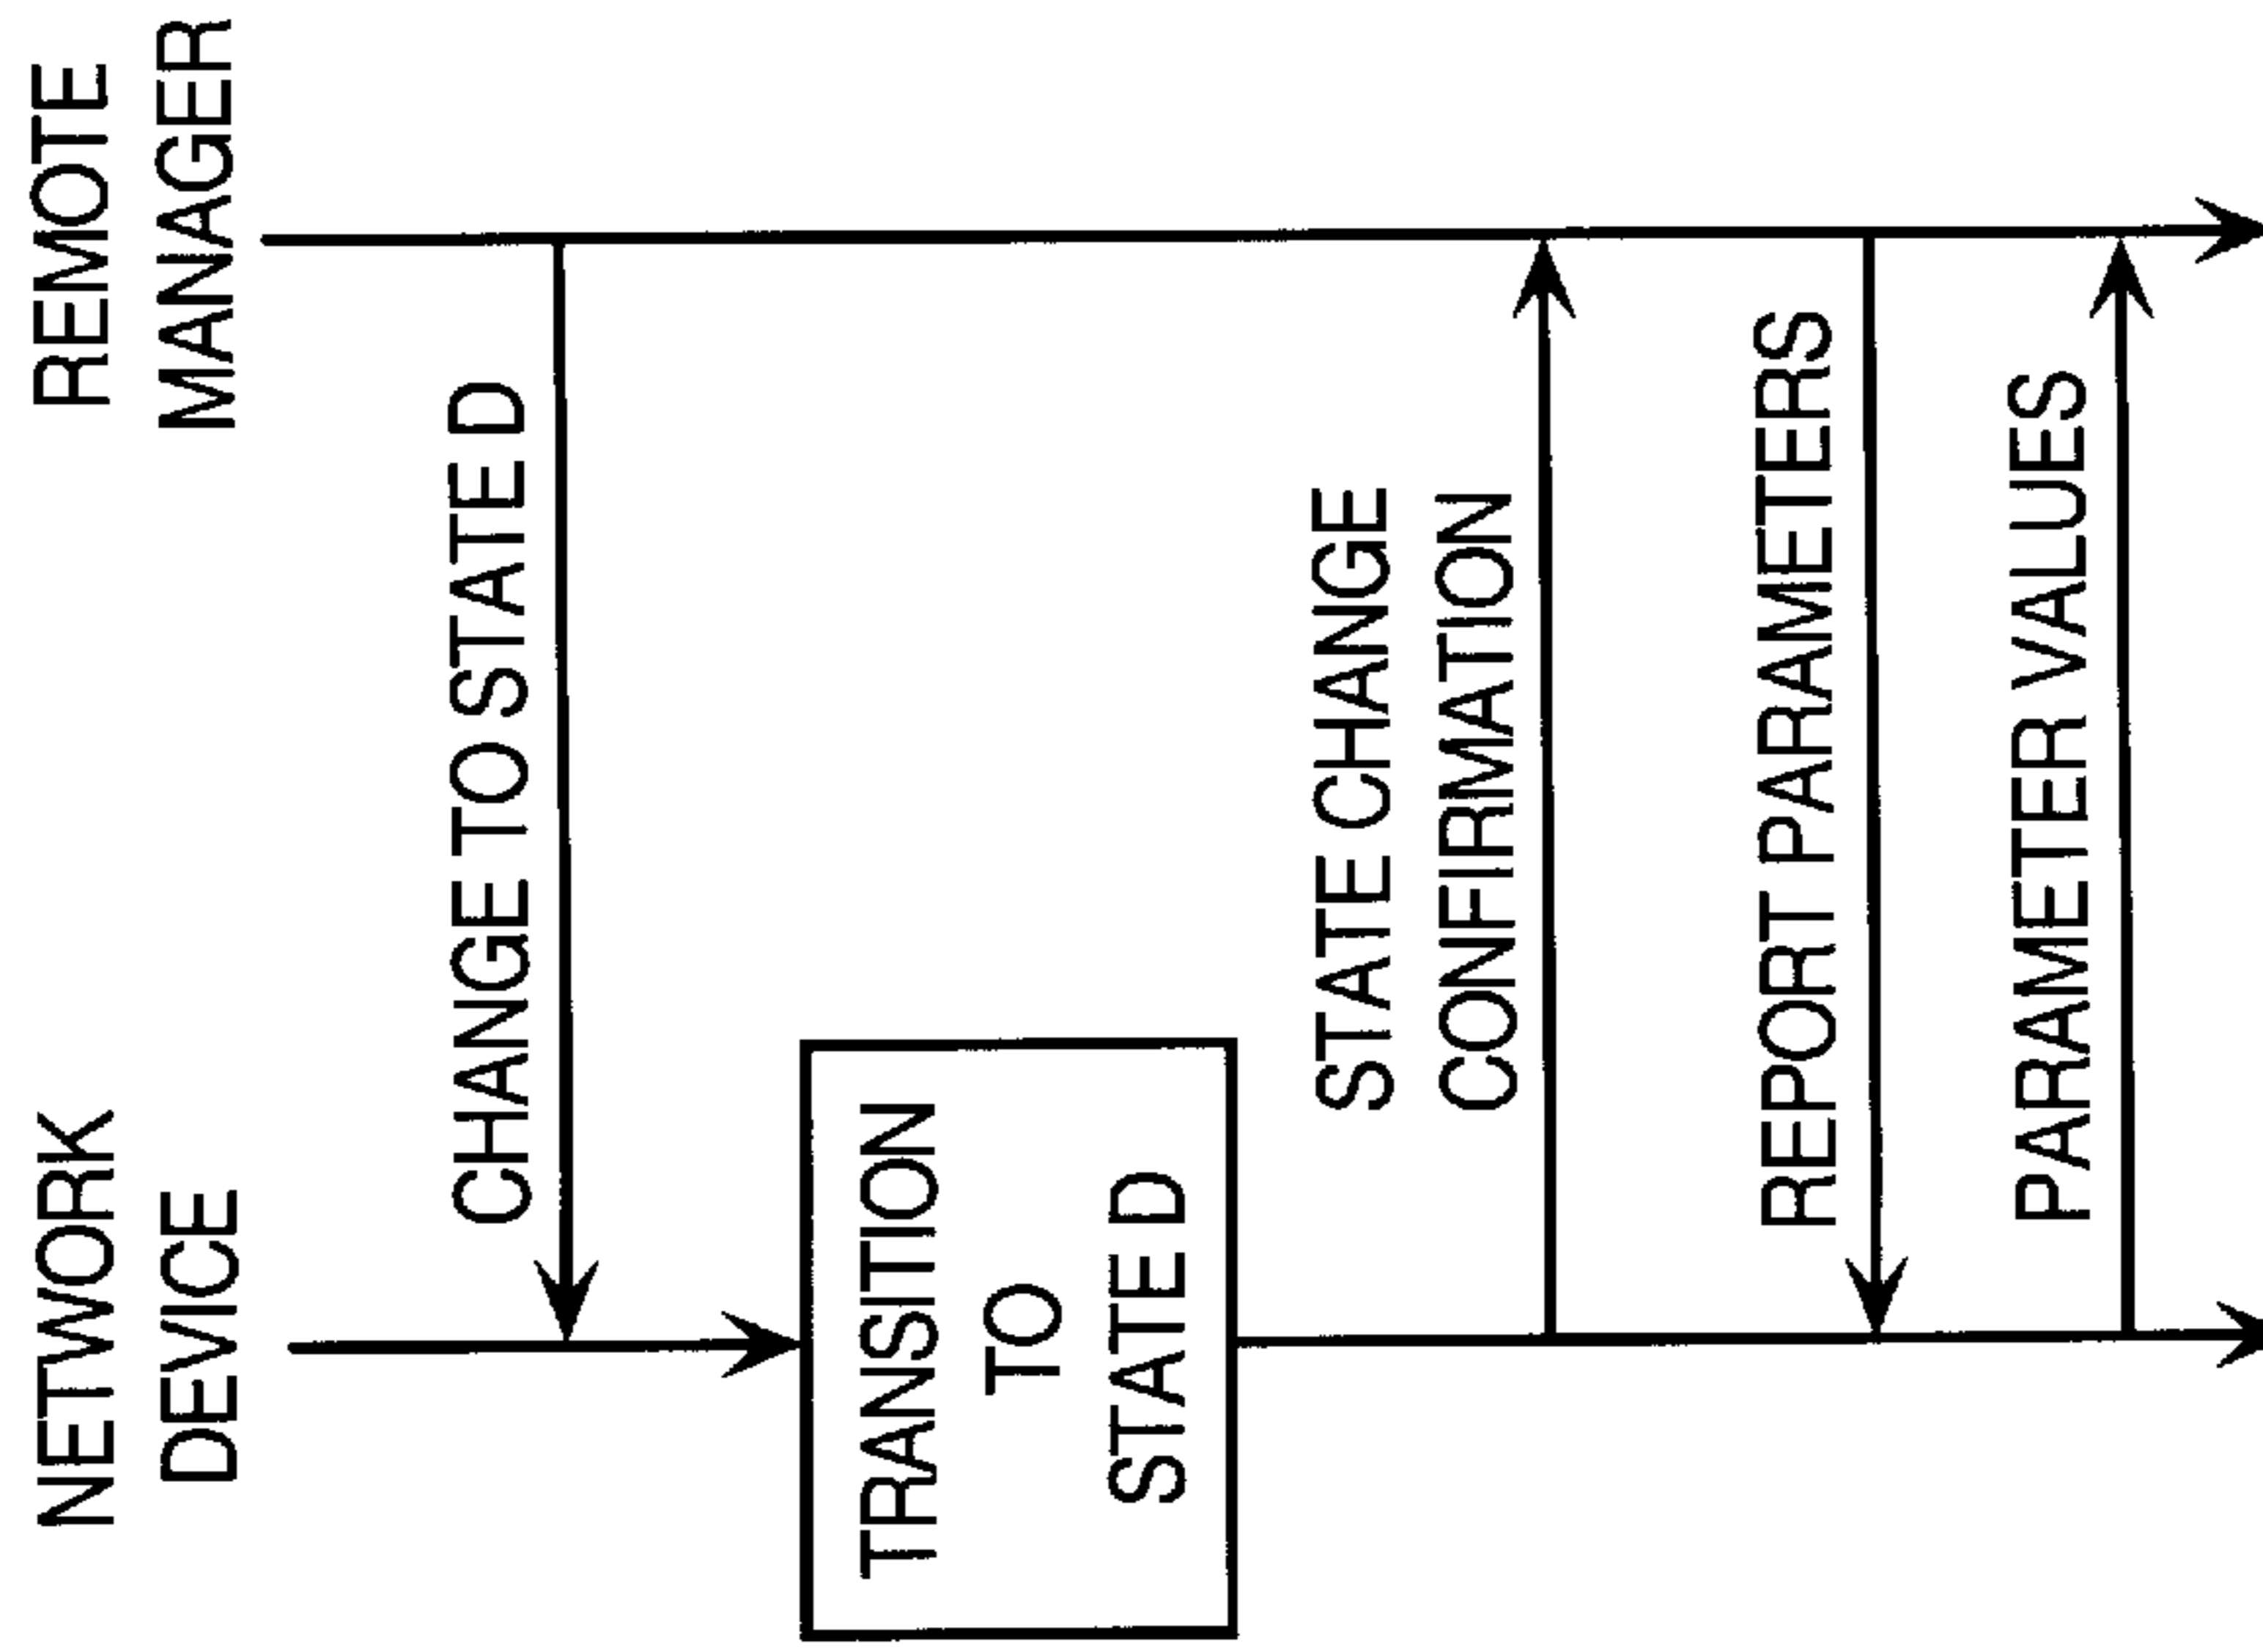 NETWORK
DEVICE
REMOTE
MANAGER
CHANGE TO STATE D
TRANSITION
TO
STATE D
STATE CHANGE
CONFIRMATION
REPORT PARAMETERS
PARAMETER VALUES